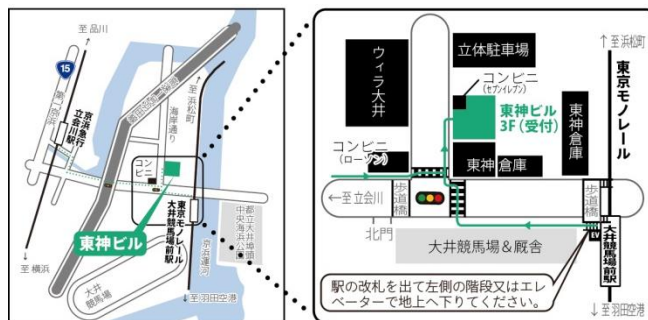 至品川
15
第一京浜
京浜急行
立会川駅
至浜松町
海岸通り
コン
ビニ
東神ビル
東京モノレール
大井競馬場前駅
京浜運河
都立大井埠頭
中央海浜公園
至横浜
大井
競馬場
至羽田空港
ウィラ大井
立体駐車場
至浜松町
東京モノレール
コンビニ
(セブンイレブン)
東神ビル
3F(受付)
東神倉庫
コンビニ
(ローソン)
東神倉庫
至立会川
歩道橋
歩道橋
北門
大井競馬場&厩舎
大井競馬場前駅
駅の改札を出て左側の階段又はエレ
ベーターで地上へ下りてください。
至羽田空港